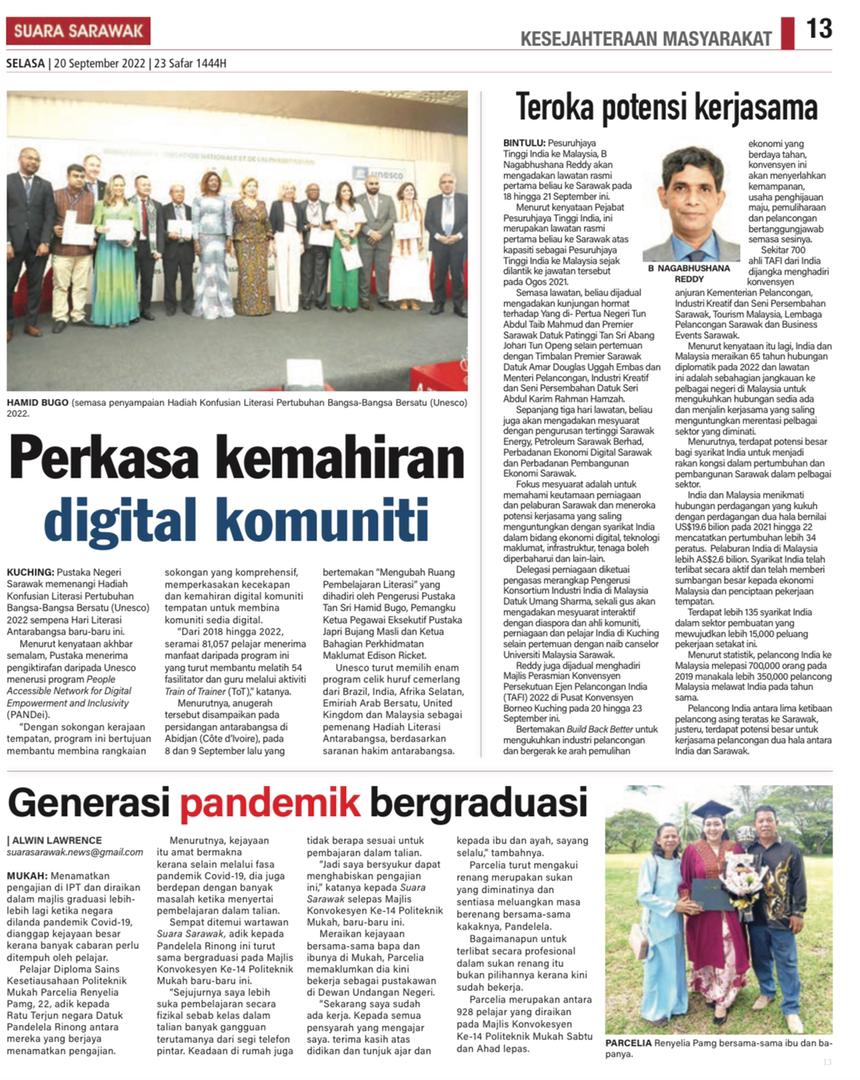 SUARA SARAWAK
KESEJAHTERAAN MASYARAKAT
13
SELASA | 20 September 2022 | 23 Safar 1444H
unesco
HAMID BUGO (semasa penyampaian Hadiah Konfusian Literasi Pertubuhan Bangsa-Bangsa Bersatu (Unesco)
2022.
Perkasa kemahiran
digital komuniti
KUCHING: Pustaka Negeri
Sarawak memenangi Hadiah
Konfusian Literasi Pertubuhan
Bangsa-Bangsa Bersatu (Unesco)
2022 sempena Hari Literasi
Antarabangsa baru-baru ini.
Menurut kenyataan akhbar
semalam, Pustaka menerima
pengiktirafan daripada Unesco
menerusi program People
Accessible Network for Digital
Empowerment and Inclusivity
(PANDei).
"Dengan sokongan kerajaan
tempatan, program ini bertujuan
membantu membina rangkaian
sokongan yang komprehensif,
memperkasakan kecekapan
dan kemahiran digital komuniti
tempatan untuk membina
komuniti sedia digital.
"Dari 2018 hingga 2022,
seramai 81,057 pelajar menerima
manfaat daripada program ini
yang turut membantu melatih 54
fasilitator dan guru melalui aktiviti
Train of Trainer (ToT)," katanya.
Menurutnya, anugerah
tersebut disampaikan pada
persidangan antarabangsa di
Abidjan (Côte d'Ivoire), pada
8 dan 9 September lalu yang
bertemakan "Mengubah Ruang
Pembelajaran Literasi" yang
dihadiri oleh Pengerusi Pustaka
Tan Sri Hamid Bugo, Pemangku
Ketua Pegawai Eksekutif Pustaka
Japri Bujang Masli dan Ketua
Bahagian Perkhidmatan
Maklumat Edison Ricket.
Unesco turut memilih enam
program celik huruf cemerlang
dari Brazil, India, Afrika Selatan,
Emiriah Arab Bersatu, United
Kingdom dan Malaysia sebagai
pemenang Hadiah Literasi
Antarabangsa, berdasarkan
saranan hakim antarabangsa.
Teroka potensi kerjasama
BINTULU: Pesuruhjaya
Tinggi India ke Malaysia, B
Nagabhushana Reddy akan
mengadakan lawatan rasmi
pertama beliau ke Sarawak pada
18 hingga 21 September ini.
Menurut kenyataan Pejabat
Pesuruhjaya Tinggi India, ini
merupakan lawatan rasmi
pertama beliau ke Sarawak atas
kapasiti sebagai Pesuruhjaya
Tinggi India ke Malaysia sejak
dilantik ke jawatan tersebut
pada Ogos 2021.
Semasa lawatan, beliau dijadual
mengadakan kunjungan hormat
terhadap Yang di- Pertua Negeri Tun
Abdul Taib Mahmud dan Premier
Sarawak Datuk Patinggi Tan Sri Abang
Johari Tun Openg selain pertemuan
dengan Timbalan Premier Sarawak
Datuk Amar Douglas Uggah Embas dan
Menteri Pelancongan, Industri Kreatif
dan Seni Persembahan Datuk Seri
Abdul Karim Rahman Hamzah.
Sepanjang tiga hari lawatan, beliau
juga akan mengadakan mesyuarat
dengan pengurusan tertinggi Sarawak
Energy, Petroleum Sarawak Berhad,
Perbadanan Ekonomi Digital Sarawak
dan Perbadanan Pembangunan
Ekonomi Sarawak.
Fokus mesyuarat adalah untuk
memahami keutamaan perniagaan
dan pelaburan Sarawak dan meneroka
potensi kerjasama yang saling
menguntungkan dengan syarikat India
dalam bidang ekonomi digital, teknologi
maklumat, infrastruktur, tenaga boleh
diperbaharui dan lain-lain.
Delegasi perniagaan diketuai
pengasas merangkap Pengerusi
Konsortium Industri India di Malaysia
Datuk Umang Sharma, sekali gus akan
mengadakan mesyuarat interaktif
dengan diaspora dan ahli komuniti,
perniagaan dan pelajar India di Kuching
selain pertemuan dengan naib canselor
Universiti Malaysia Sarawak.
Reddy juga dijadual menghadiri
Majlis Perasmian Konvensyen
Persekutuan Ejen Pelancongan India
(TAFI) 2022 di Pusat Konvensyen
Borneo Kuching pada 20 hingga 23
September ini.
Bertemakan Build Back Better untuk
mengukuhkan industri pelancongan
dan bergerak ke arah pemulihan
B NAGABHUSHANA
REDDY
ekonomi yang
berdaya tahan,
konvensyen ini
akan menyerlahkan
kemampanan,
usaha penghijauan
maju, pemuliharaan
dan pelancongan
bertanggungjawab
semasa sesinya.
Sekitar 700
ahli TAFI dari India
dijangka menghadiri
konvensyen
anjuran Kementerian Pelancongan,
Industri Kreatif dan Seni Persembahan
Sarawak, Tourism Malaysia, Lembaga
Pelancongan Sarawak dan Business
Events Sarawak.
Menurut kenyataan itu lagi, India dan
Malaysia meraikan 65 tahun hubungan
diplomatik pada 2022 dan lawatan
ini adalah sebahagian jangkauan ke
pelbagai negeri di Malaysia untuk
mengukuhkan hubungan sedia ada
dan menjalin kerjasama yang saling
menguntungkan merentasi pelbagai
sektor yang diminati.
Menurutnya, terdapat potensi besar
bagi syarikat India untuk menjadi
rakan kongsi dalam pertumbuhan dan
pembangunan Sarawak dalam pelbagai
sektor.
India dan Malaysia menikmati
hubungan perdagangan yang kukuh
dengan perdagangan dua hala bernilai
US$19.6 bilion pada 2021 hingga 22
mencatatkan pertumbuhan lebih 34
peratus. Pelaburan India di Malaysia
lebih AS$2.6 bilion. Syarikat India telah
terlibat secara aktif dan telah memberi
sumbangan besar kepada ekonomi
Malaysia dan penciptaan pekerjaan
tempatan.
Terdapat lebih 135 syarikat India
dalam sektor pembuatan yang
mewujudkan lebih 15,000 peluang
pekerjaan setakat ini.
Menurut statistik, pelancong India ke
Malaysia melepasi 700,000 orang pada
2019 manakala lebih 350,000 pelancong
Malaysia melawat India pada tahun
sama.
Pelancong India antara lima ketibaan
pelancong asing teratas ke Sarawak,
justeru, terdapat potensi besar untuk
kerjasama pelancongan dua hala antara
India dan Sarawak.
Generasi pandemik bergraduasi
| ALWIN LAWRENCE
suarasarawak.news@gmail.com
MUKAH: Menamatkan
pengajian di IPT dan diraikan
dalam majlis graduasi lebih-
lebih lagi ketika negara
dilanda pandemik Covid-19,
dianggap kejayaan besar
kerana banyak cabaran perlu
ditempuh oleh pelajar.
Pelajar Diploma Sains
Kesetiausahaan Politeknik
Mukah Parcelia Renyelia
Pamg, 22, adik kepada
Ratu Terjun negara Datuk
Pandelela Rinong antara
mereka yang berjaya
menamatkan pengajian.
Menurutnya, kejayaan
itu amat bermakna
kerana selain melalui fasa
pandemik Covid-19, dia juga
berdepan dengan banyak
masalah ketika menyertai
pembelajaran dalam talian.
Sempat ditemui wartawan
Suara Sarawak, adik kepada
Pandelela Rinong ini turut
sama bergraduasi pada Majlis
Konvokesyen Ke-14 Politeknik
Mukah baru-baru ini.
"Sejujurnya saya lebih
suka pembelajaran secara
fizikal sebab kelas dalam
talian banyak gangguan
terutamanya dari segi telefon
pintar. Keadaan di rumah juga
tidak berapa sesuai untuk
pembajaran dalam talian.
"Jadi saya bersyukur dapat
menghabiskan pengajian
ini," katanya kepada Suara
Sarawak selepas Majlis
Konvokesyen Ke-14 Politeknik
Mukah, baru-baru ini.
Meraikan kejayaan
bersama-sama bapa dan
ibunya di Mukah, Parcelia
memaklumkan dia kini
bekerja sebagai pustakawan
di Dewan Undangan Negeri.
"Sekarang saya sudah
ada kerja. Kepada semua
pensyarah yang mengajar
saya. terima kasih atas
didikan dan tunjuk ajar dan
kepada ibu dan ayah, sayang
selalu," tambahnya.
Parcelia turut mengakui
renang merupakan sukan
yang diminatinya dan
sentiasa meluangkan masa
berenang bersama-sama
kakaknya, Pandelela.
Bagaimanapun untuk
terlibat secara profesional
dalam sukan renang itu
bukan pilihannya kerana kini
sudah bekerja.
Parcelia merupakan antara
928 pelajar yang diraikan
pada Majlis Konvokesyen
Ke-14 Politeknik Mukah Sabtu
dan Ahad lepas.
PARCELIA Renyelia Pamg bersama-sama ibu dan ba-
panya.
13